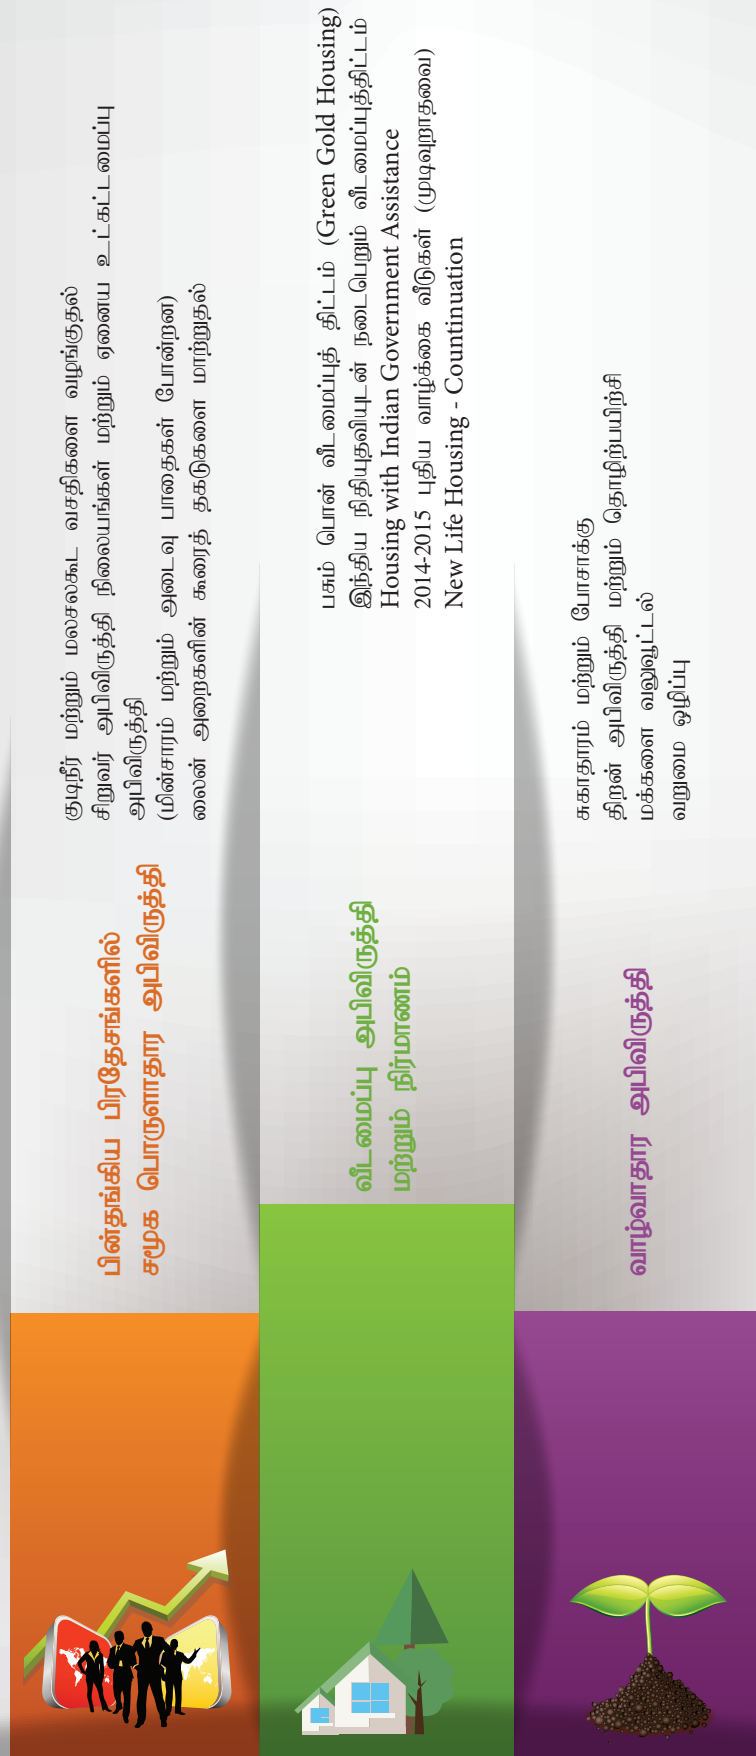 பின்தங்கிய பிரதேசங்களில்
சமூக பொருளாதார அபிவிருத்தி
குடிநீர் மற்றும் மலசலகூட வசதிகளை வழங்குதல்
சிறுவர் அபிவிருத்தி நிலையங்கள் மற்றும் ஏனைய உட்கட்டமைப்பு
அபிவிருத்தி
(மின்சாரம் மற்றும் அடைவு பாதைகள் போன்றன)
லைன் அறைகளின் கூரைத் தகடுகளை மாற்றுதல்
வீடமைப்பு அபிவிருத்தி
மற்றும் நிர்மாணம்
பசும் பொன் வீடமைப்புத் திட்டம் (Green Gold Housing)
இந்திய நிதியுதவியுடன் நடைபெறும் வீடமைப்புத்திட்டம்
Housing with Indian Government Assistance
2014-2015 புதிய வாழ்க்கை வீடுகள் (முடிவுறாதவை)
New Life Housing - Countinuation
வாழ்வாதார அபிவிருத்தி
சுகாதாரம் மற்றும் போசாக்கு
திறன் அபிவிருத்தி மற்றும் தொழிற்பயிற்சி
மக்களை வலுவூட்டல்
வறுமை ஒழிப்பு